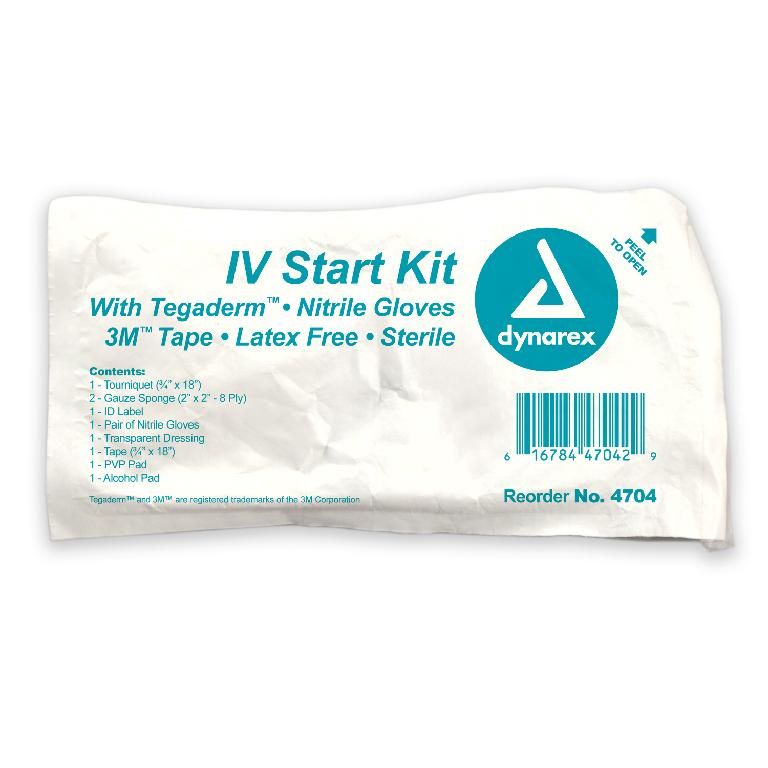 IV Start Kit
With Tegaderm™ • Nitrile Gloves
3M™ Tape • Latex Free • Sterile
dynarex
PEEL
TO OPEN
Contents:
1 - Tourniquet (¾" x 18")
2 - Gauze Sponge (2" x 2" - 8 Ply)
1 - ID Label
1 - Pair of Nitrile Gloves
1 - Transparent Dressing
1 - Tape (¾" x 18")
1 - PVP Pad
1 - Alcohol Pad
Tegaderm™ and 3M™ are registered trademarks of the 3M Corporation
6 16784 47042 9
Reorder No. 4704